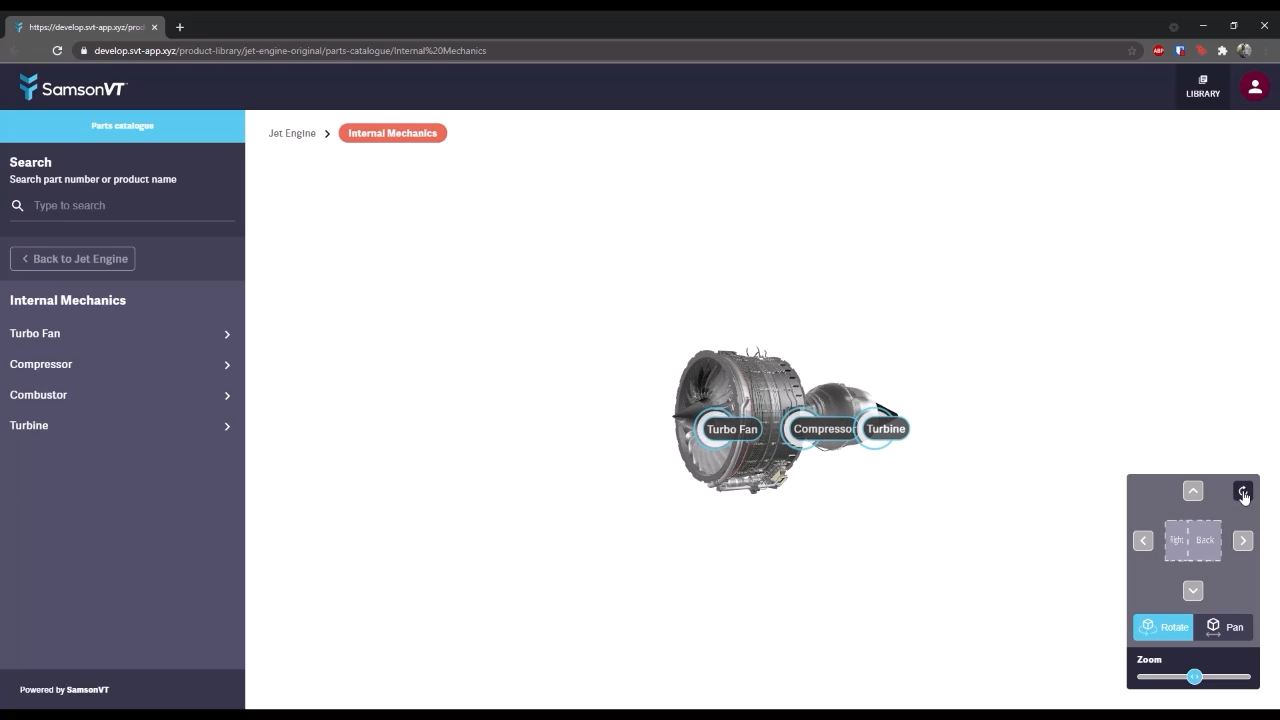 https://develop.svt-app.xyz/prod
develop.svt-app.xyz/product-library/jet-engine-original/parts-catalogue/Internal%20Mechanics
ABP
SamsonVT
LIBRARY
Parts catalogue
Jet Engine
Internal Mechanics
Search
Search part number or product name
Type to search
Back to Jet Engine
Internal Mechanics
Turbo Fan
Compressor
Combustor
Turbine
Turbo Fan
Compressor
Turbine
Right
Back
Rotate
Pan
Zoom
Powered by SamsonVT